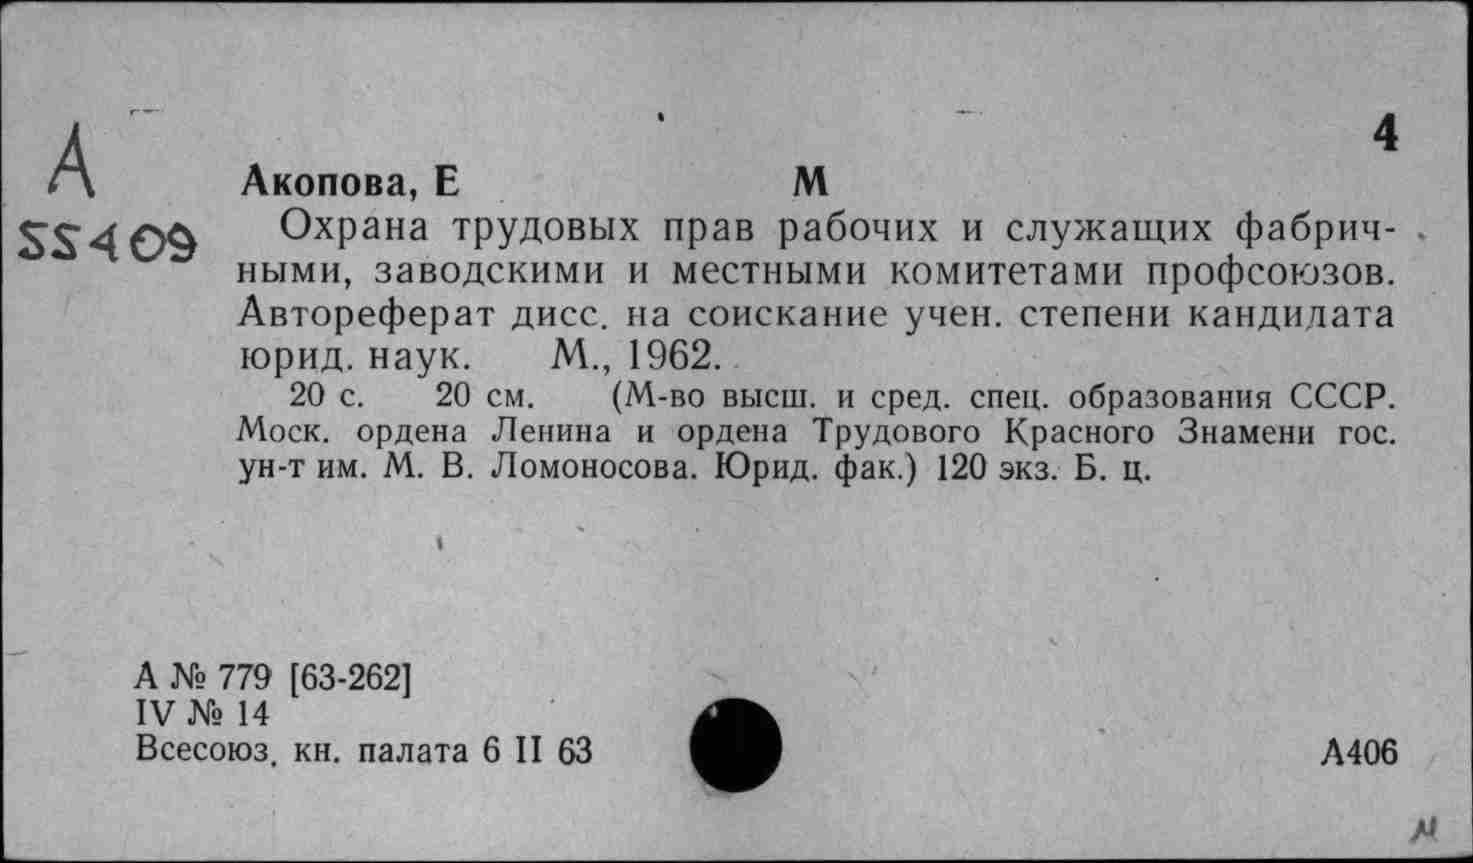 4
А
55409
Акопова, Е М
Охрана трудовых прав рабочих и служащих фабрич-
ными, заводскими и местными комитетами профсоюзов.
Автореферат дисс. на соискание учен. степени кандидата
юрид. наук. М., 1962.
20 с. 20 см. (М-во высш. и сред. спец. образования СССР.
Моск. ордена Ленина и ордена Трудового Красного Знамени гос.
ун-т им. М. В. Ломоносова. Юрид. фак.) 120 экз. Б. ц.
А № 779 [63-262]
IV № 14
Всесоюз. кн. палата 6 II 63
А406
М